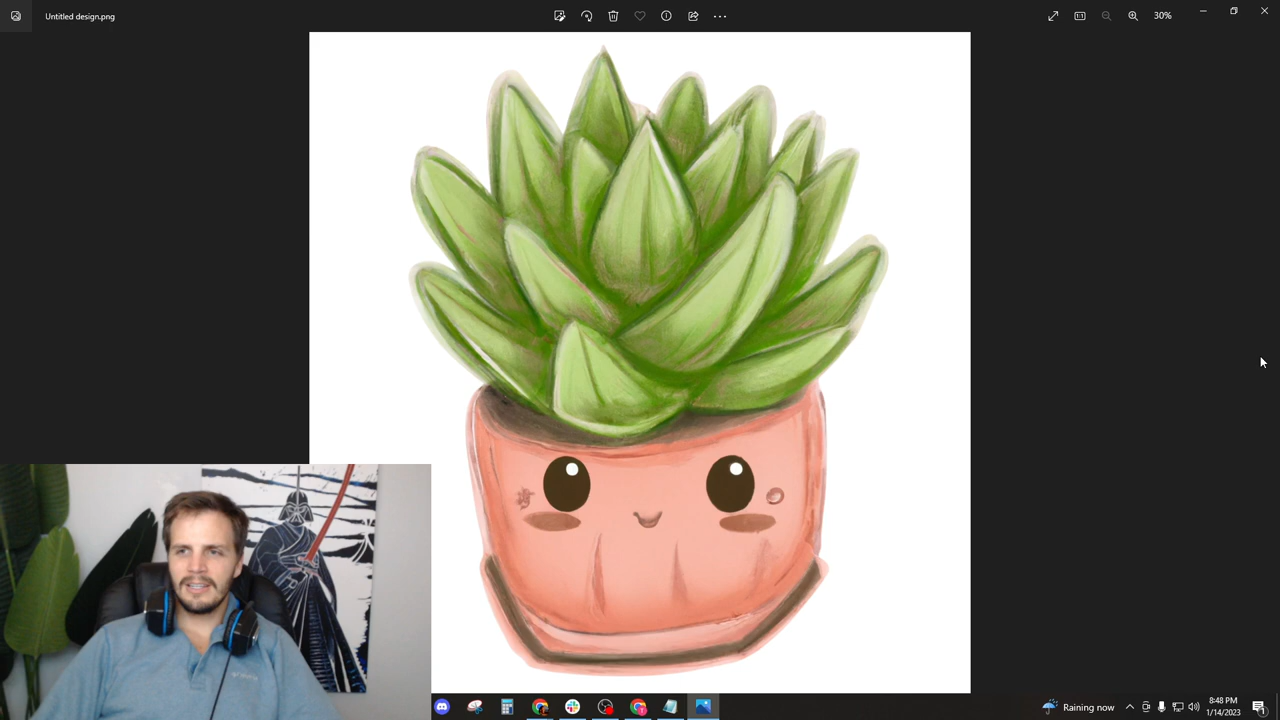 Untitled design.png
30%
Raining now
8:48 PM
1/14/2023